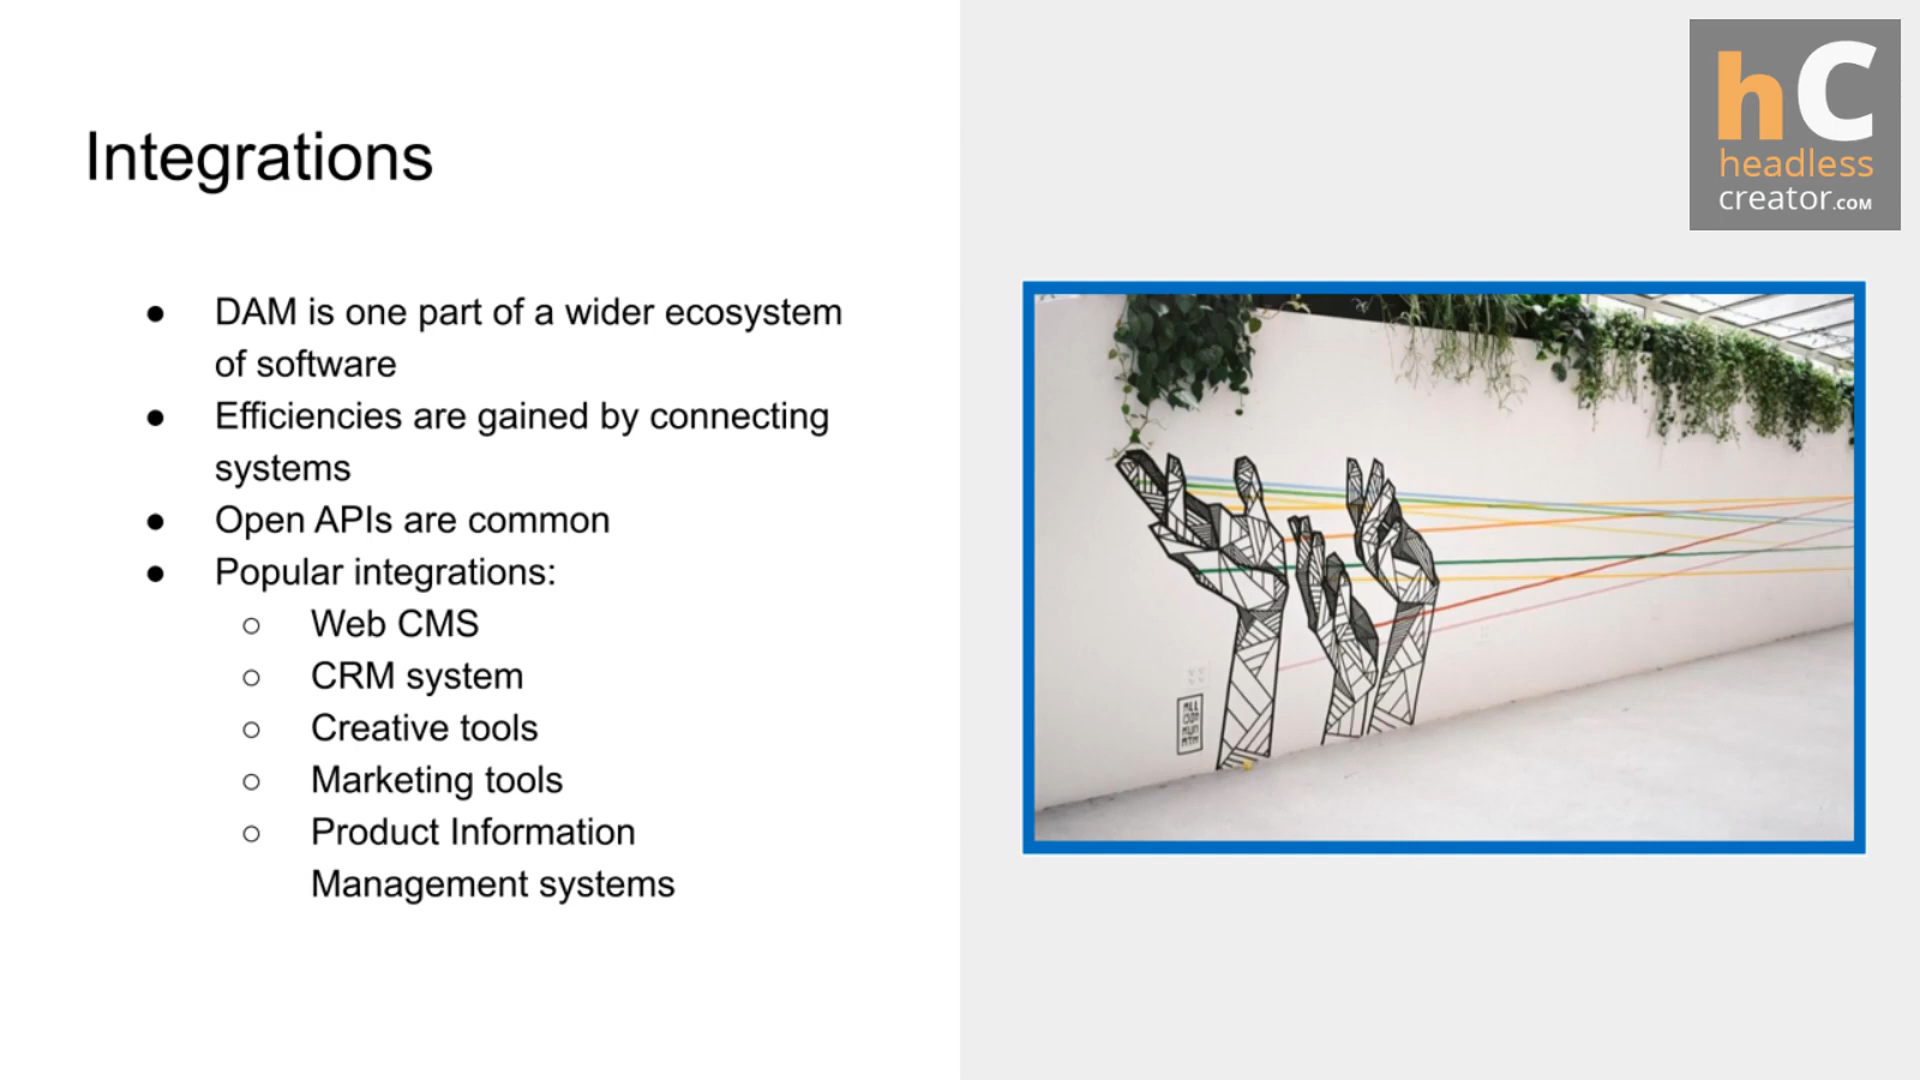 Integrations
● DAM is one part of a wider ecosystem
of software
● Efficiencies are gained by connecting
systems
● Open APIs are common
● Popular integrations:
○ Web CMS
○ CRM system
○ Creative tools
○ Marketing tools
○ Product Information
Management systems
hC
headless
creator.COM